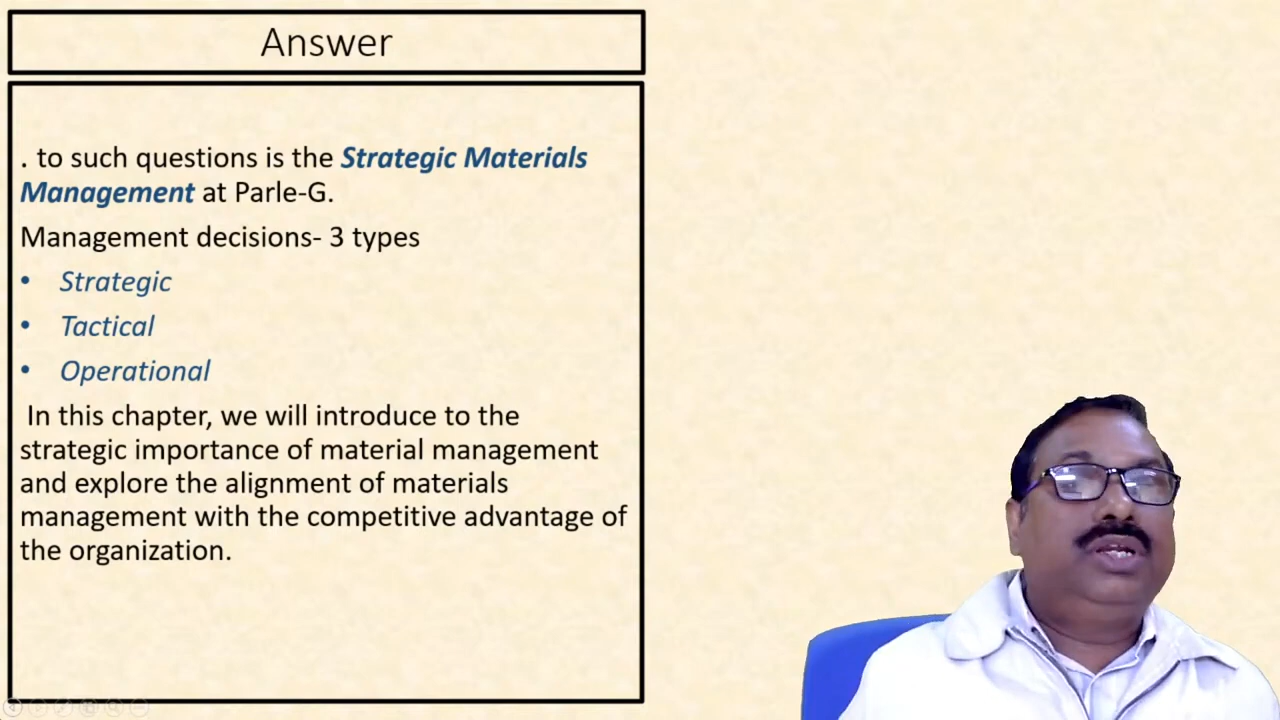 Answer
. to such questions is the Strategic Materials
Management at Parle-G.
Management decisions- 3 types
• Strategic
• Tactical
• Operational
In this chapter, we will introduce to the
strategic importance of material management
and explore the alignment of materials
management with the competitive advantage of
the organization.